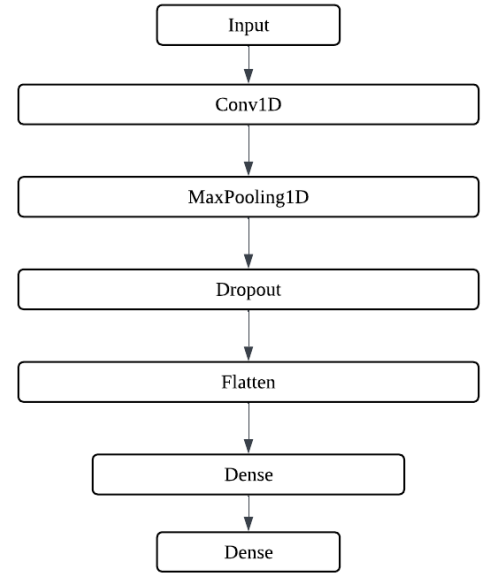 Input
Conv1D
MaxPooling1D
Dropout
Flatten
Dense
Dense